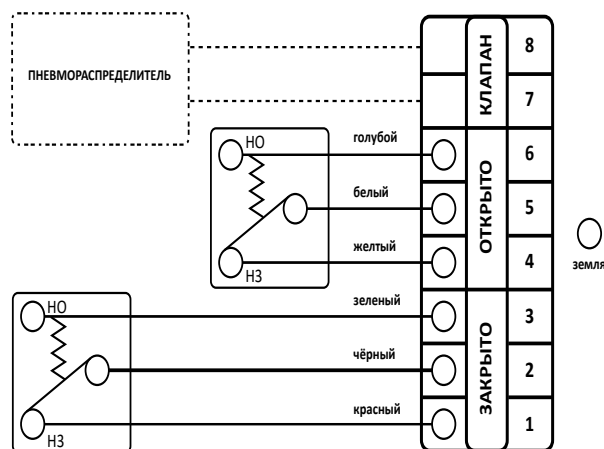 ПНЕВМОРАСПРЕДЕЛИТЕЛЬ
КЛАПАН
8
7
НО
голубой
6
белый
ОТКРЫТО
5
желтый
4
НЗ
земля
НО
зеленый
3
чёрный
ЗАКРЫТО
2
красный
1
НЗ